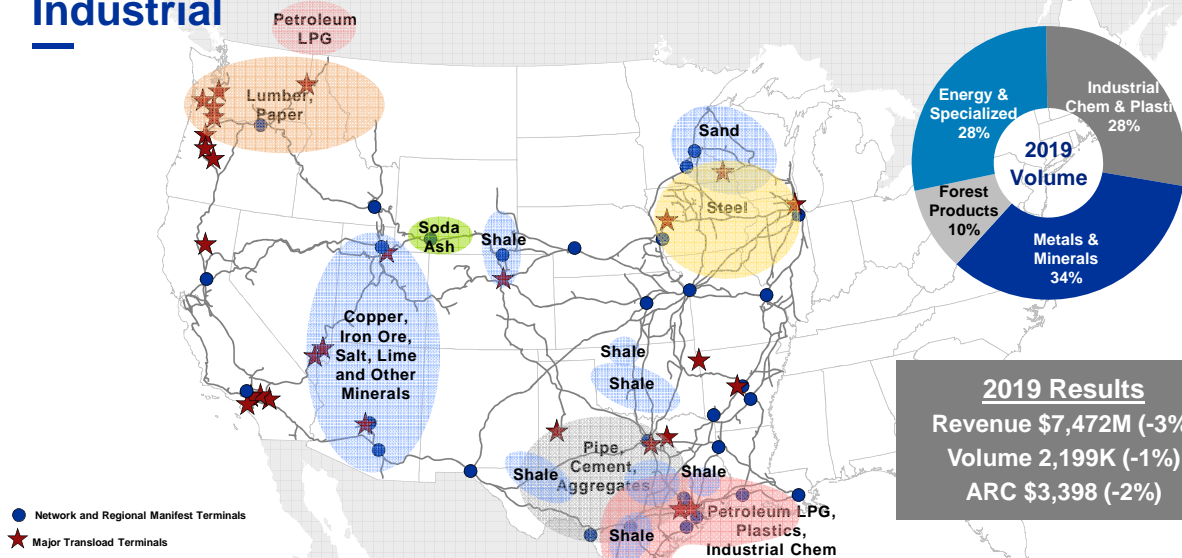 Industrial
Petroleum
LPG
Lumber,
Paper
Sand
Steel
Soda
Ash
Shale
Copper,
Iron Ore,
Salt, Lime
and Other
Minerals
Shale
Shale
Pipe,
Cement,
Aggregates
Shale
Shale
Shale
Petroleum LPG,
Plastics,
Industrial Chem
Network and Regional Manifest Terminals
Major Transload Terminals
Energy &
Specialized
28%
Industrial
Chem & Plasti
28%
2019
Volume
Forest
Products
10%
Metals &
Minerals
34%
2019 Results
Revenue $7,472M (-3%
Volume 2,199K (-1%)
ARC $3,398 (-2%)